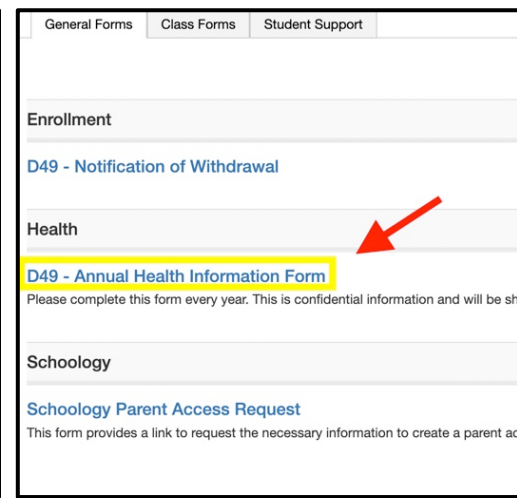 General Forms Class Forms Student Support
Enrollment
D49 - Notification of Withdrawal
Health
D49 - Annual Health Information Form
Please complete this form every year. This is confidential information and will be sh
Schoology
Schoology Parent Access Request
This form provides a link to request the necessary information to create a parent ac